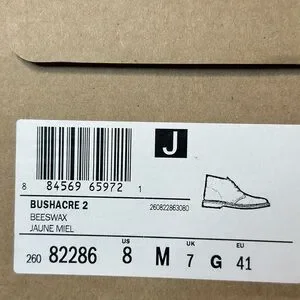 J
8 84569 65972 1
BUSHACRE 2
260822863080
BEESWAX
JAUNE MIEL
US UK EU
260 82286 8 M 7 G 41